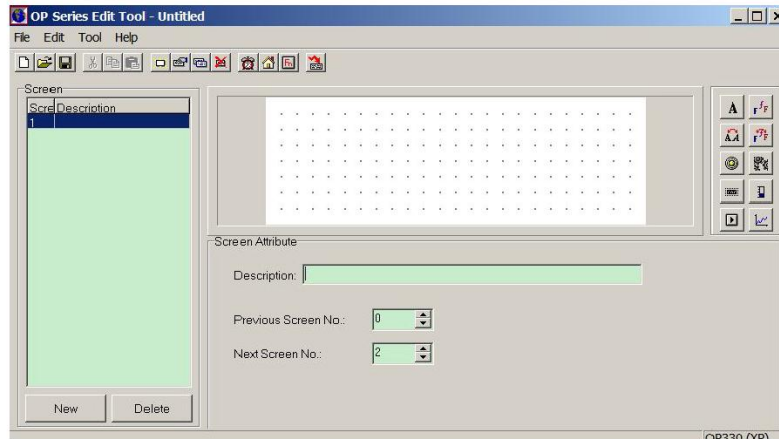 OP Series Edit Tool - Untitled
File Edit Tool Help
Screen
Scre Description
1
A
Screen Attribute
Description:
Previous Screen No.: 0
Next Screen No.: 2
New Delete
OP330 (XP)